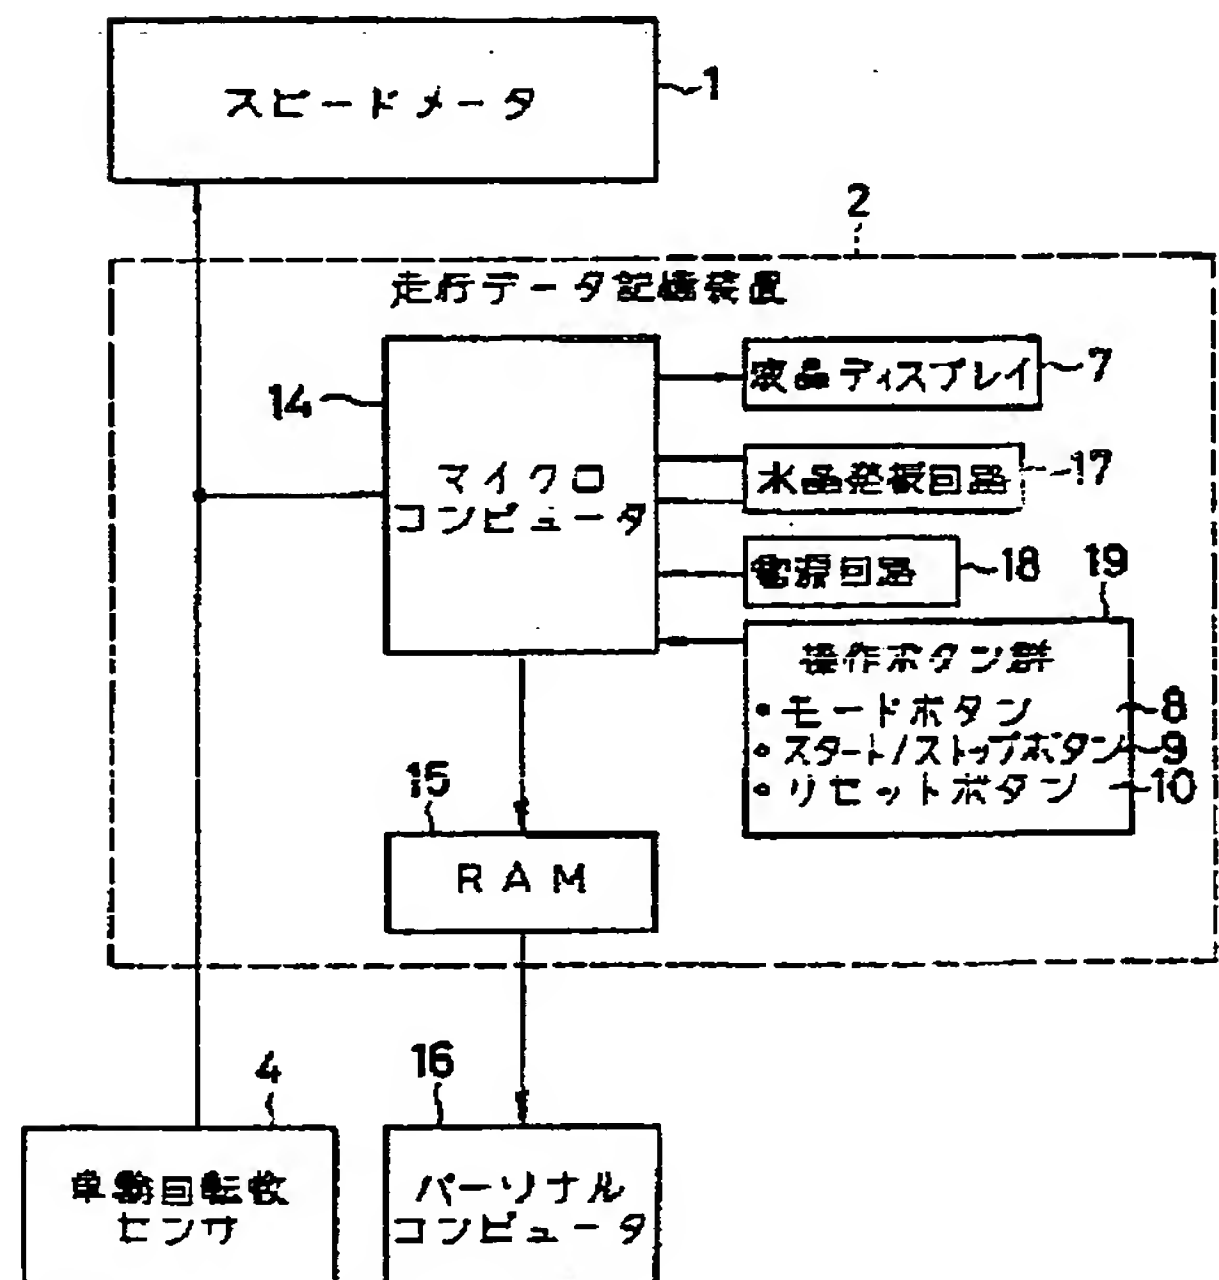 スピードメータ
1
2
走行データ記憶装置
14
マイクロ
コンピュータ
液晶ディスプレイ
7
水晶発振回路
17
電源回路
18
19
操作ボタン群
・モードボタン
8
・スタート/ストップボタン
9
・リセットボタン
10
15
RAM
4
車輪回転数
センサ
16
パーソナル
コンピュータ